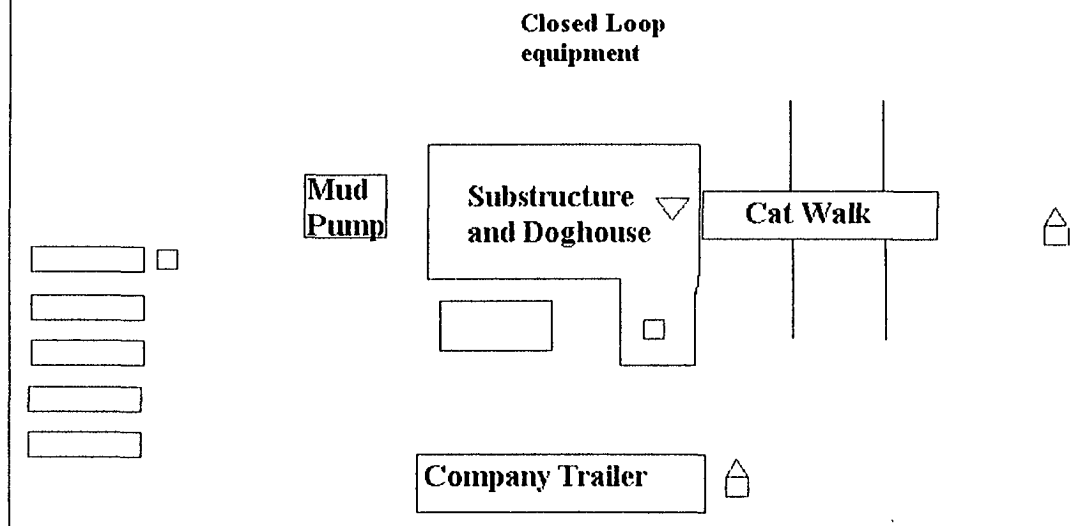 Closed Loop
equipment
Mud
Pump
Substructure
and Doghouse
Cat Walk
Company Trailer